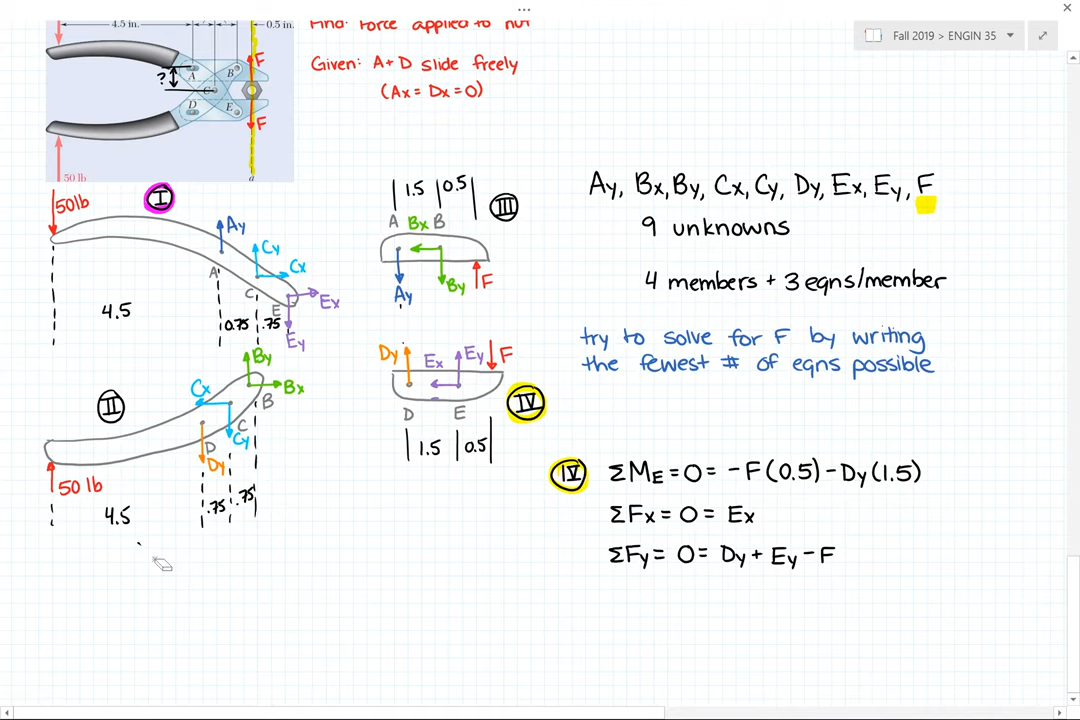 Fall 2019 > ENGIN 35
Find: Force applied to nut
Given: A+D slide freely
(Ax = Dx = 0)
4.5 in.
0.5 in.
F
?
A
B
C
D
E
F
50 lb
a
I
50lb
Ay
Cy
Cx
A
C
E
Ex
Ey
4.5
0.75
.75
II
By
Bx
Cx
B
C
Cy
D
Dy
50 lb
4.5
.75
.75
1.5 0.5
III
A Bx B
Ay
By
F
Dy
Ex
Ey
F
IV
D E
1.5 0.5
Ay, Bx, By, Cx, Cy, Dy, Ex, Ey, F
9 unknowns
4 members + 3 eqns/member
try to solve for F by writing
the fewest # of eqns possible
IV ΣME = 0 = -F(0.5) - Dy(1.5)
ΣFx = 0 = Ex
ΣFy = 0 = Dy + Ey - F